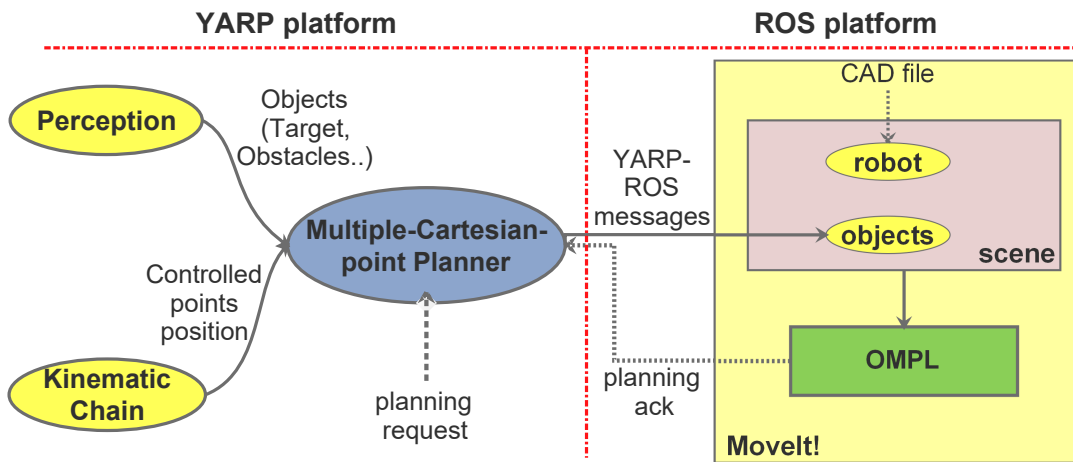 YARP platform
ROS platform
CAD file
Perception
Objects
(Target,
Obstacles..)
robot
YARP-
ROS
messages
Multiple-Cartesian-
point Planner
objects
scene
Controlled
points
position
OMPL
Kinematic
Chain
planning
request
planning
ack
MoveIt!